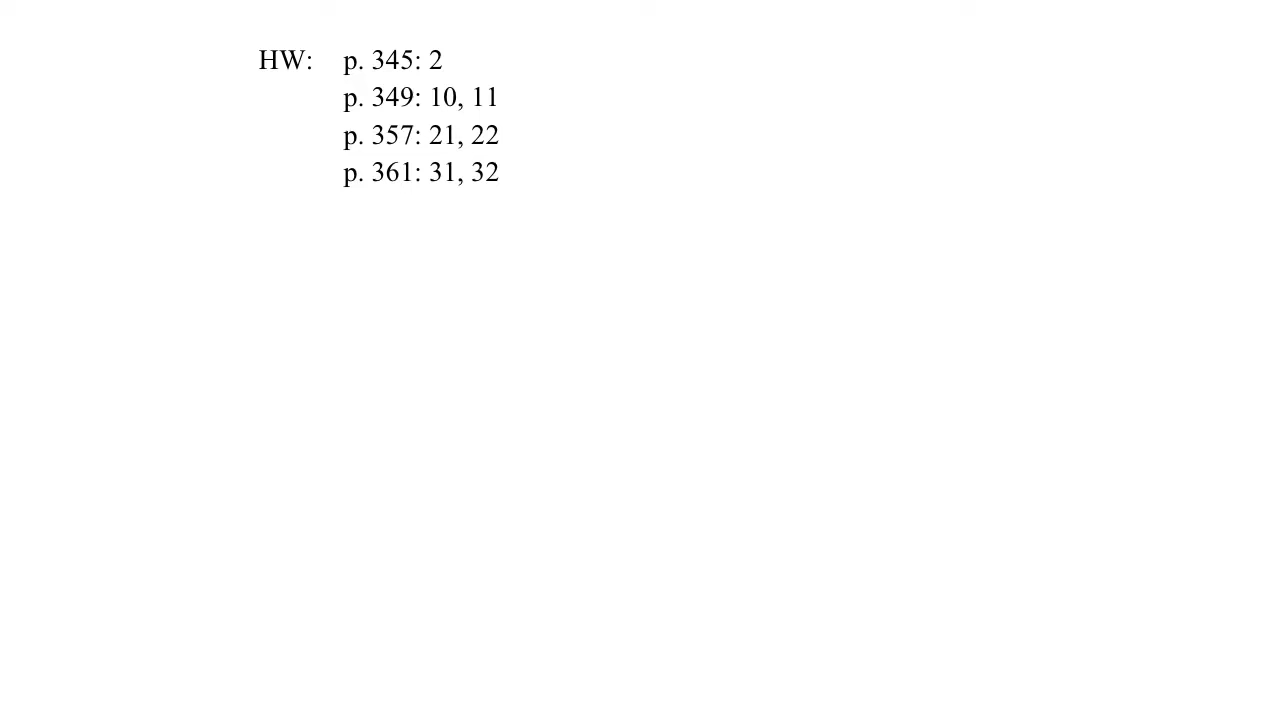 HW: p. 345: 2
p. 349: 10, 11
p. 357: 21, 22
p. 361: 31, 32